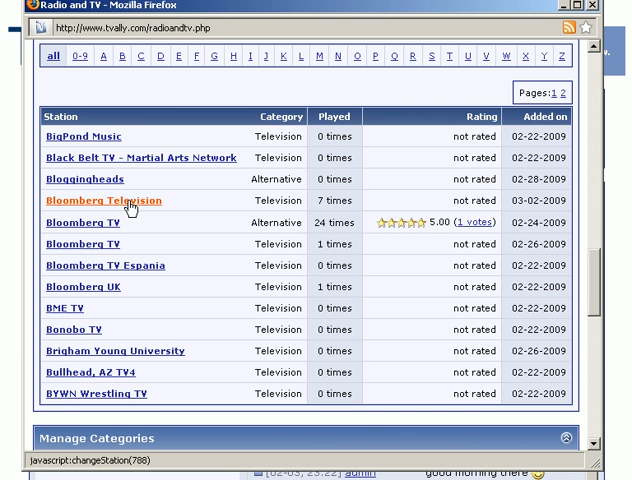 Radio and TV - Mozilla Firefox
http://www.tvally.com/radioandtv.php
all 0-9 A B C D E F G H I J K L M N O P Q R S T U V W X Y Z
Pages:1 2
Station Category Played Rating Added on
BigPond Music Television 0 times not rated 02-22-2009
Black Belt TV - Martial Arts Network Television 0 times not rated 02-22-2009
Bloggingheads Alternative 0 times not rated 02-28-2009
Bloomberg Television Television 7 times not rated 03-02-2009
Bloomberg TV Alternative 24 times 5.00 (1 votes) 02-24-2009
Bloomberg TV Television 1 times not rated 02-26-2009
Bloomberg TV Espania Television 0 times not rated 02-22-2009
Bloomberg UK Television 1 times not rated 02-22-2009
BME TV Television 0 times not rated 02-22-2009
Bonobo TV Television 0 times not rated 02-22-2009
Brigham Young University Television 0 times not rated 02-26-2009
Bullhead, AZ TV4 Television 0 times not rated 02-22-2009
BYWN Wrestling TV Television 0 times not rated 02-22-2009
Manage Categories
javascript:changeStation(788)
[02-03, 23:22] admin good morning there